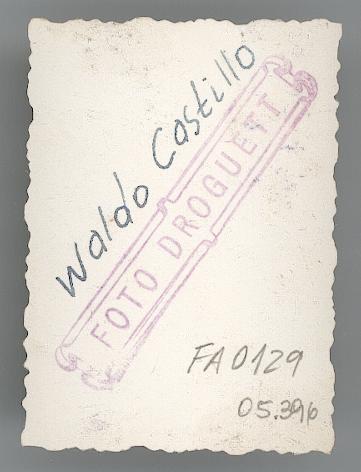 Waldo Castillo
FOTO DROGUETT
FA0129
05.396